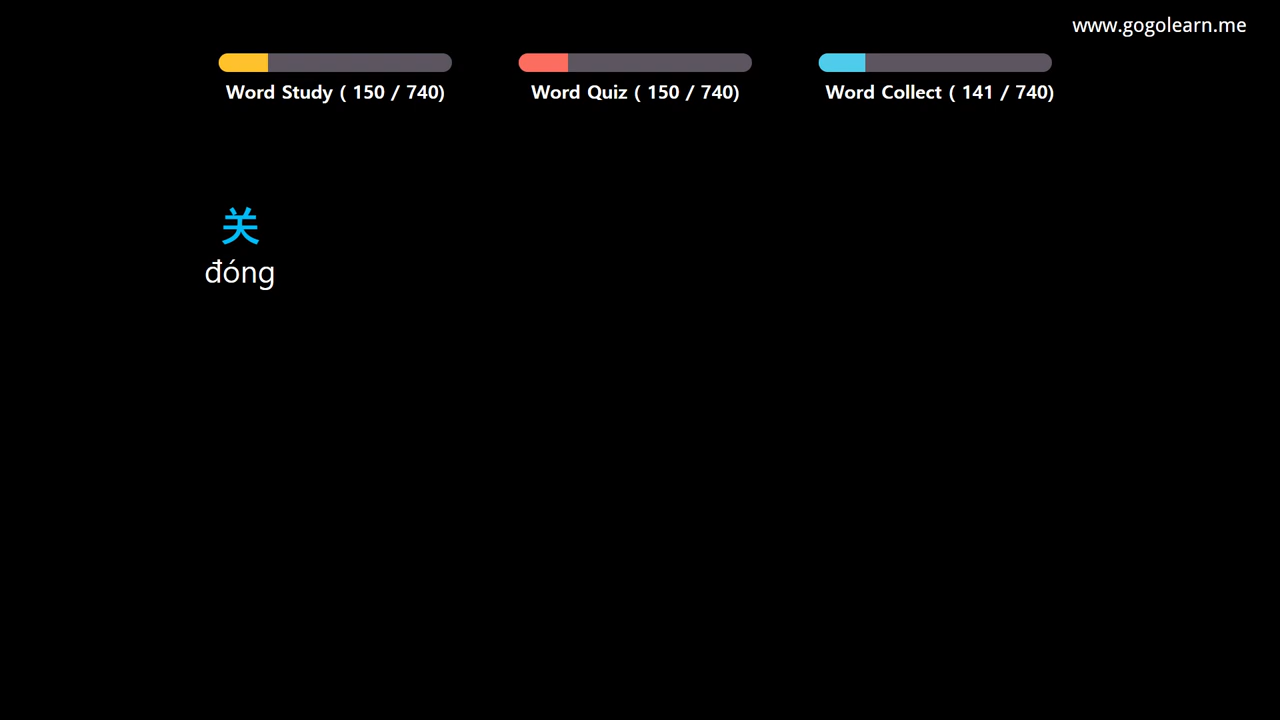 www.gogolearn.me
Word Study ( 150 / 740)
Word Quiz ( 150 / 740)
Word Collect ( 141 / 740)
关
đóng